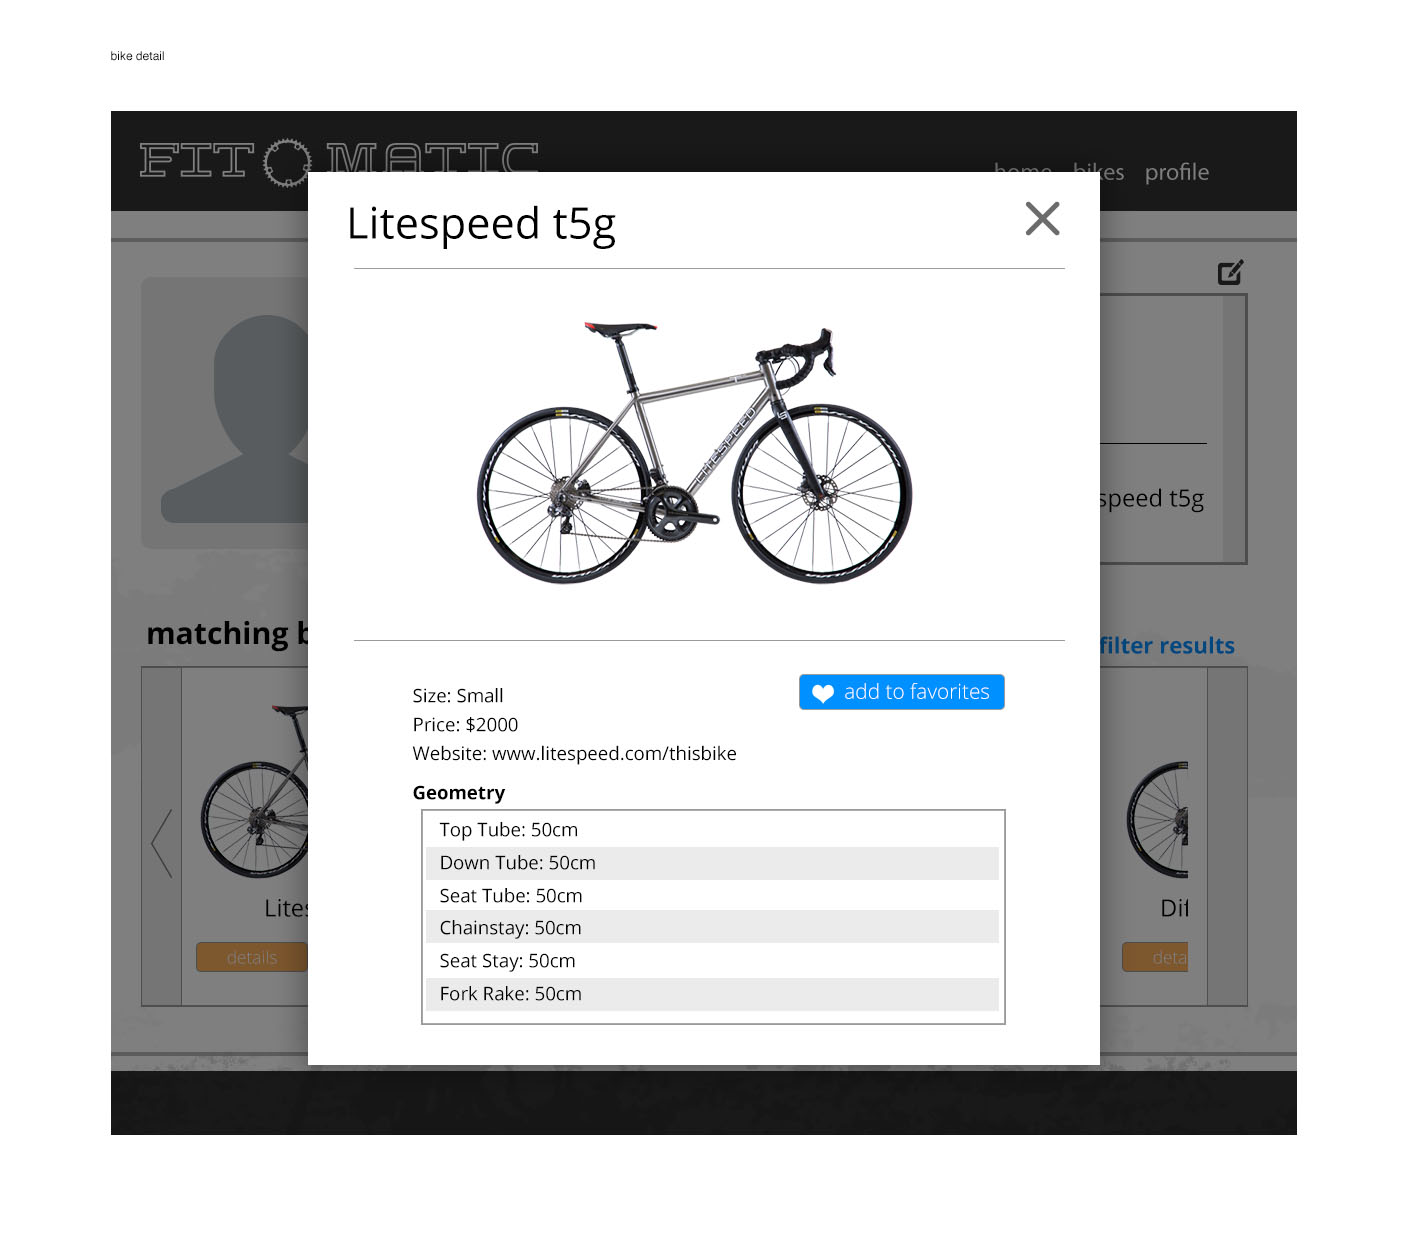 bike detail
FIT MATIC
home bikes profile
Litespeed t5g
speed t5g
LITESPEED
matching b
filter results
Size: Small
add to favorites
Price: $2000
Website: www.litespeed.com/thisbike
Geometry
Top Tube: 50cm
Down Tube: 50cm
Seat Tube: 50cm
Chainstay: 50cm
Seat Stay: 50cm
Fork Rake: 50cm
Lites
Dif
details
deta